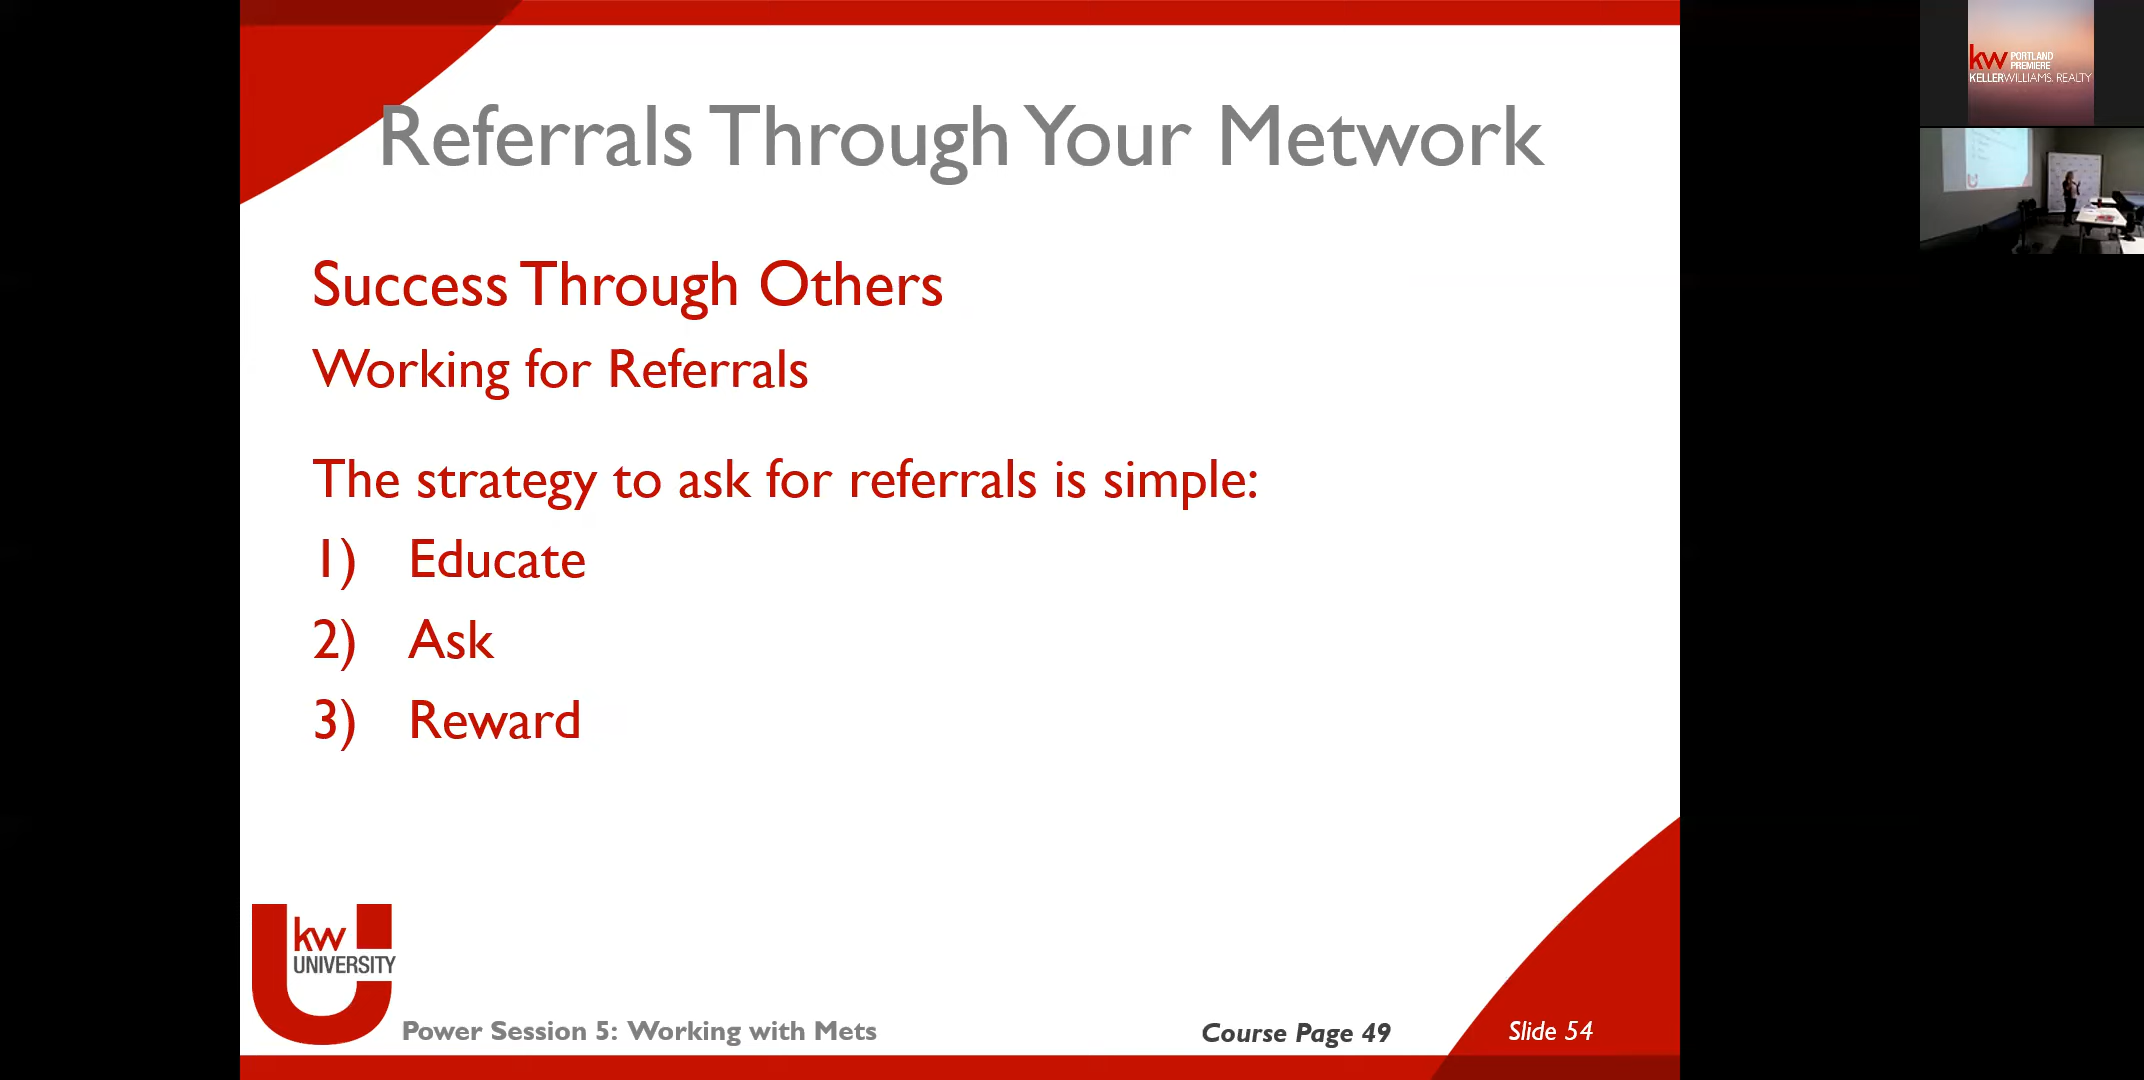 Referrals Through Your Metwork
Success Through Others
Working for Referrals
The strategy to ask for referrals is simple:
1) Educate
2) Ask
3) Reward
kw
UNIVERSITY
Power Session 5: Working with Mets
Course Page 49
Slide 54
kw PORTLAND
PREMIERE
KELLERWILLIAMS. REALTY